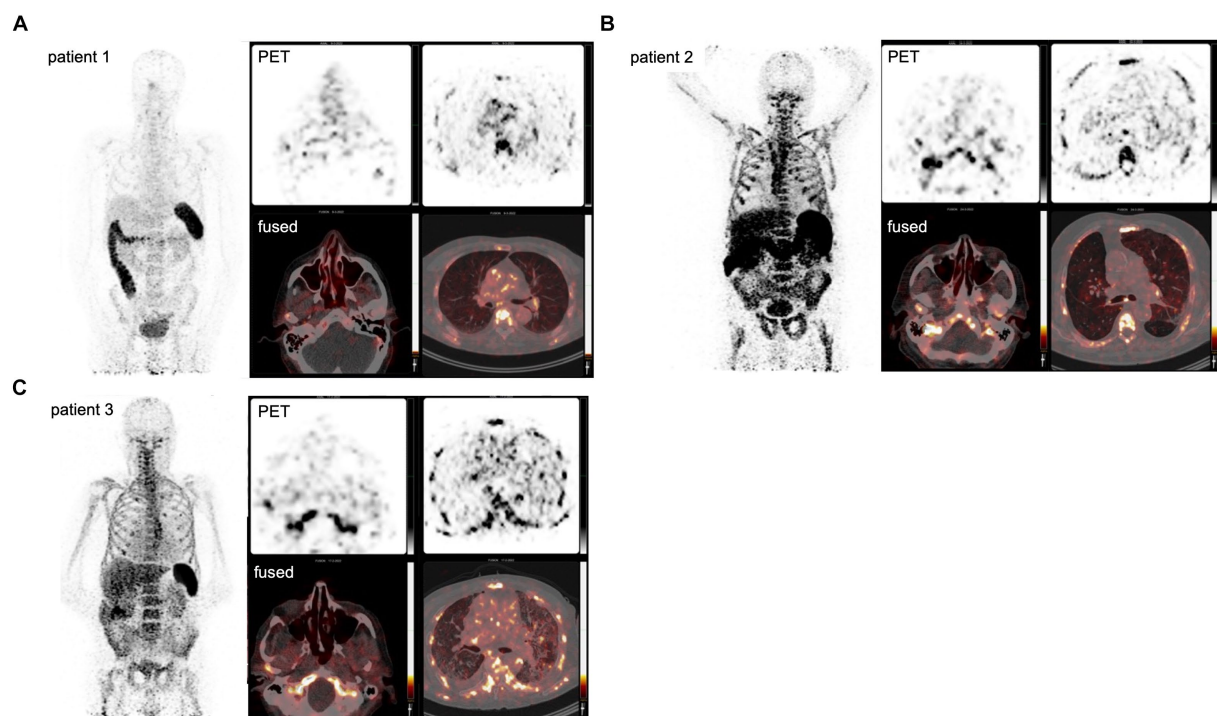 A
patient 1
PET
fused
B
patient 2
PET
fused
C
patient 3
PET
fused